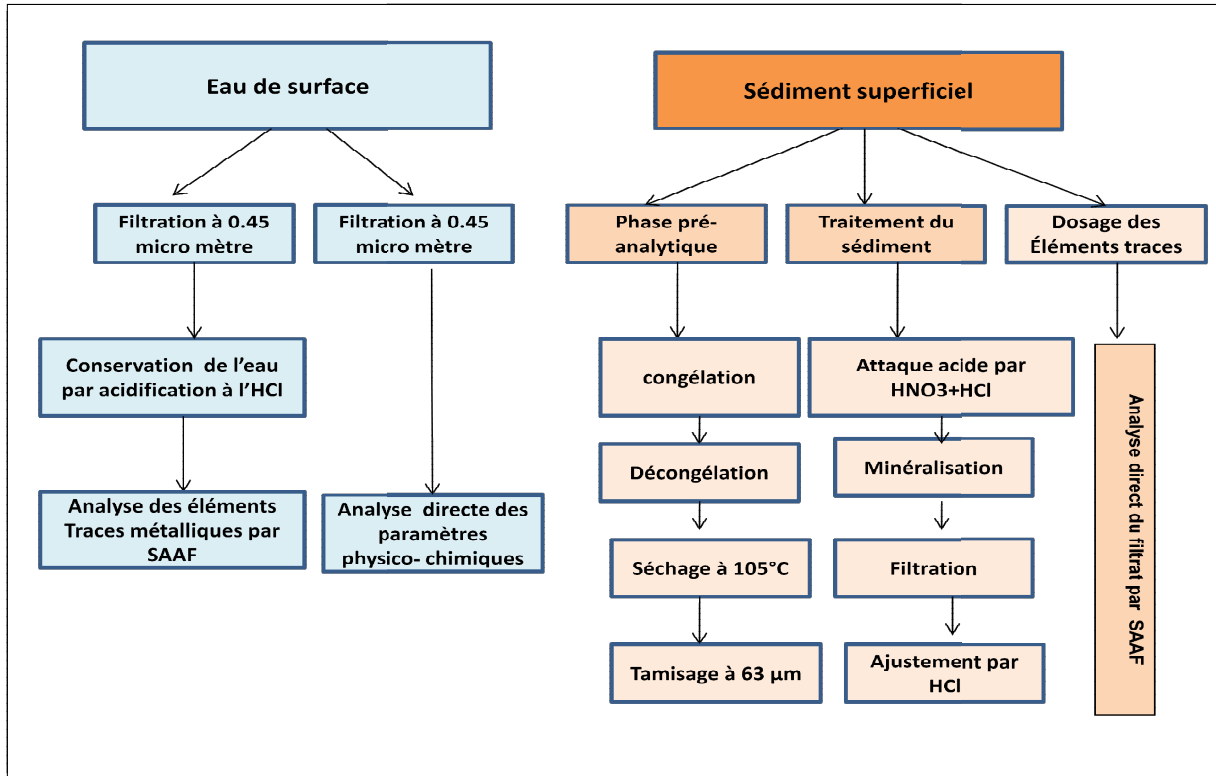 Eau de surface
Filtration à 0.45
micro mètre
Filtration à 0.45
micro mètre
Conservation de l'eau
par acidification à l'HCl
Analyse des éléments
Traces métalliques par
SAAF
Analyse directe des
paramètres
physico- chimiques
Sédiment superficiel
Phase pré-
analytique
Traitement du
sédiment
Dosage des
Éléments traces
congélation
Décongélation
Séchage à 105°C
Tamisage à 63 µm
Attaque acide par
HNO3+HCl
Minéralisation
Filtration
Ajustement par
HCl
Analyse direct du filtrat par SAAF